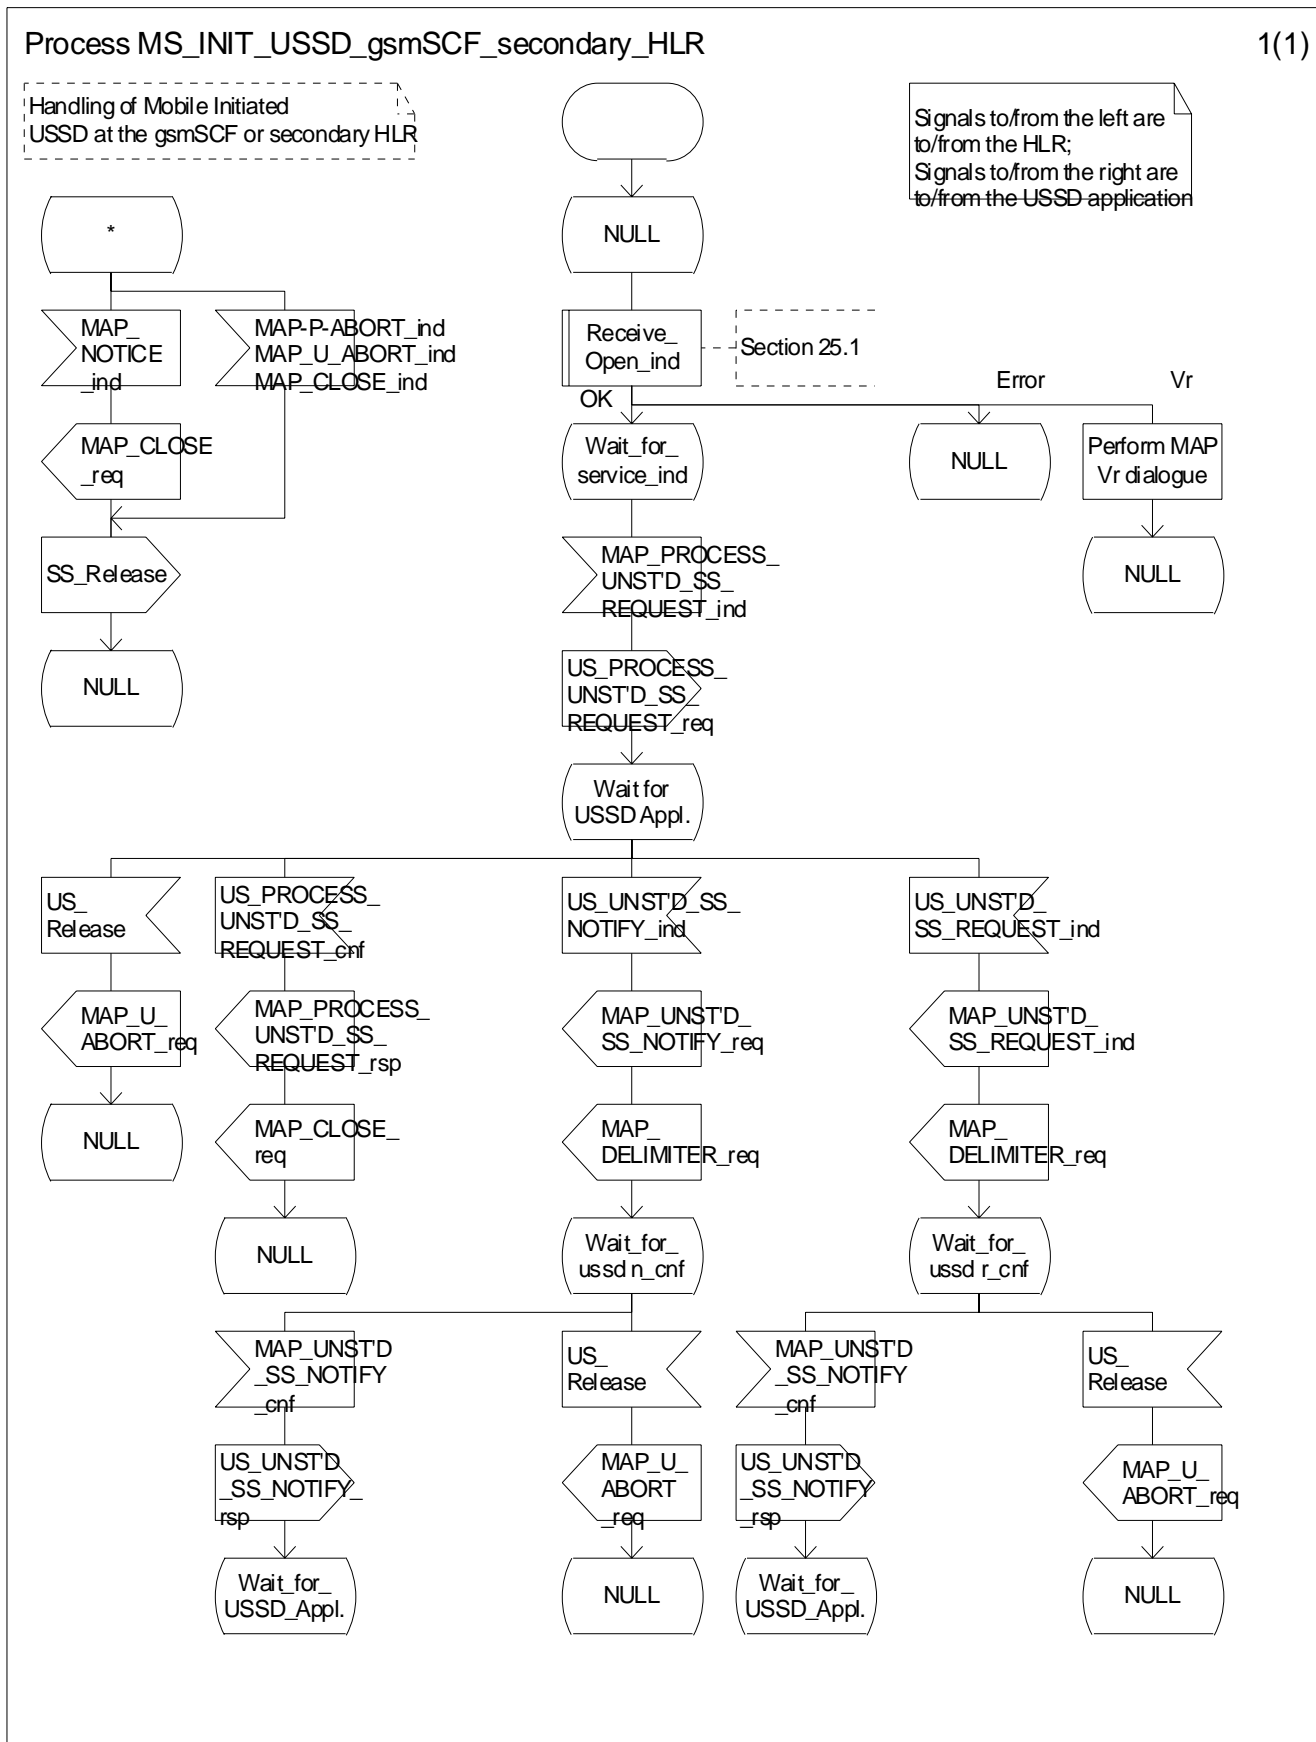 Process MS_INIT_USSD_gsmSCF_secondary_HLR
1(1)
Handling of Mobile Initiated
USSD at the gsmSCF or secondary HLR
Signals to/from the left are
to/from the HLR;
Signals to/from the right are
to/from the USSD application
*
NULL
MAP_
NOTICE
_ind
MAP-P-ABORT_ind
MAP_U_ABORT_ind
MAP_CLOSE_ind
Receive_
Open_ind
Section 25.1
OK
Error
Vr
MAP_CLOSE
_req
Wait_for_
service_ind
NULL
Perform MAP
Vr dialogue
SS_Release
MAP_PROCESS_
UNST'D_SS_
REQUEST_ind
NULL
NULL
US_PROCESS_
UNST'D_SS_
REQUEST_req
Wait for
USSD Appl.
US_
Release
US_PROCESS_
UNST'D_SS_
REQUEST_cnf
US_UNST'D_SS_
NOTIFY_ind
US_UNST'D_
SS_REQUEST_ind
MAP_U_
ABORT_req
MAP_PROCESS_
UNST'D_SS_
REQUEST_rsp
MAP_UNST'D_
SS_NOTIFY_req
MAP_UNST'D_
SS_REQUEST_ind
NULL
MAP_CLOSE_
req
MAP_
DELIMITER_req
MAP_
DELIMITER_req
NULL
Wait_for_
ussd n_cnf
Wait_for_
ussd r_cnf
MAP_UNST'D
_SS_NOTIFY
_cnf
US_
Release
MAP_UNST'D
_SS_NOTIFY
_cnf
US_
Release
US_UNST'D
_SS_NOTIFY_
rsp
MAP_U_
ABORT
_req
US_UNST'D
_SS_NOTIFY
_rsp
MAP_U_
ABORT_req
Wait_for_
USSD_Appl.
NULL
Wait_for_
USSD_Appl.
NULL